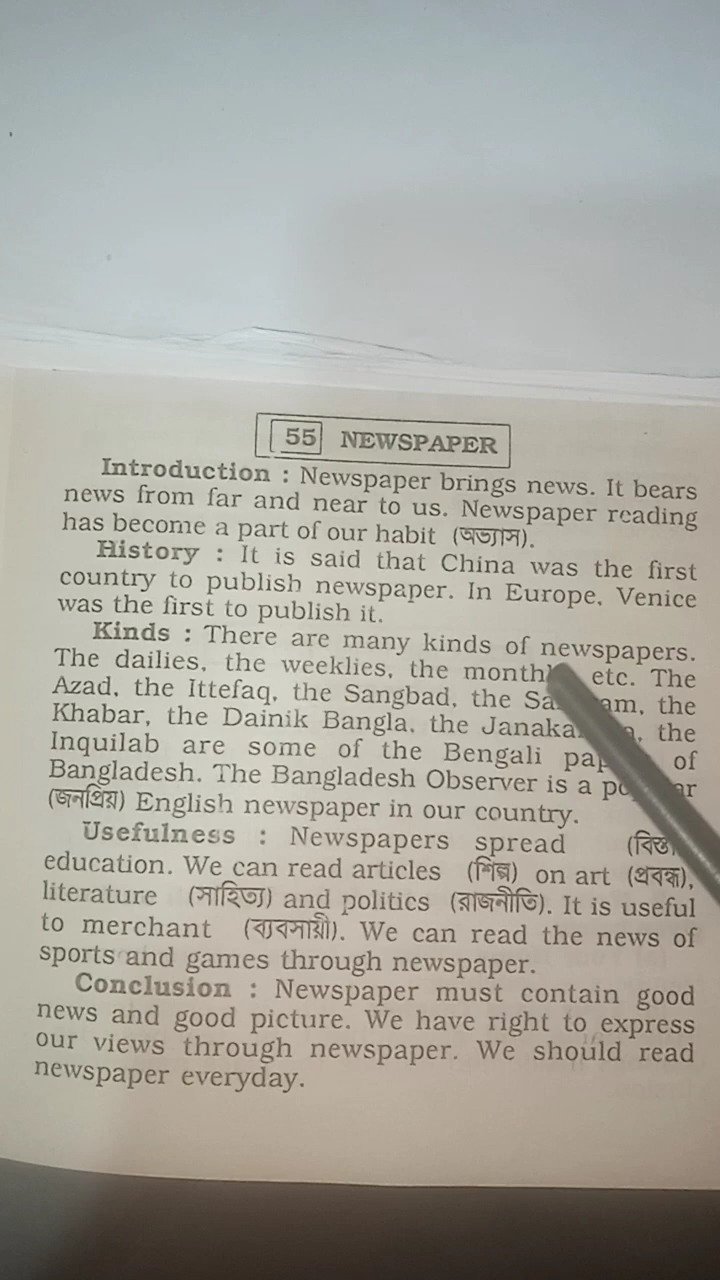 55 NEWSPAPER
Introduction : Newspaper brings news. It bears
news from far and near to us. Newspaper reading
has become a part of our habit (অভ্যাস).
History : It is said that China was the first
country to publish newspaper. In Europe, Venice
was the first to publish it.
Kinds : There are many kinds of newspapers.
The dailies, the weeklies, the etc. The
Azad, the Ittefaq, the Sangbad, the the
Khabar, the Dainik Bangla, the the
Inquilab are some of the Bengali of
Bangladesh. The Bangladesh Observer is a
(জনপ্রিয়) English newspaper in our country.
Usefulness : Newspapers spread
education. We can read articles (শিল্প) on art (প্রবন্ধ),
literature (সাহিত্য) and politics (রাজনীতি). It is useful
to merchant (ব্যবসায়ী). We can read the news of
sports and games through newspaper.
Conclusion : Newspaper must contain good
news and good picture. We have right to express
our views through newspaper. We should read
newspaper everyday.